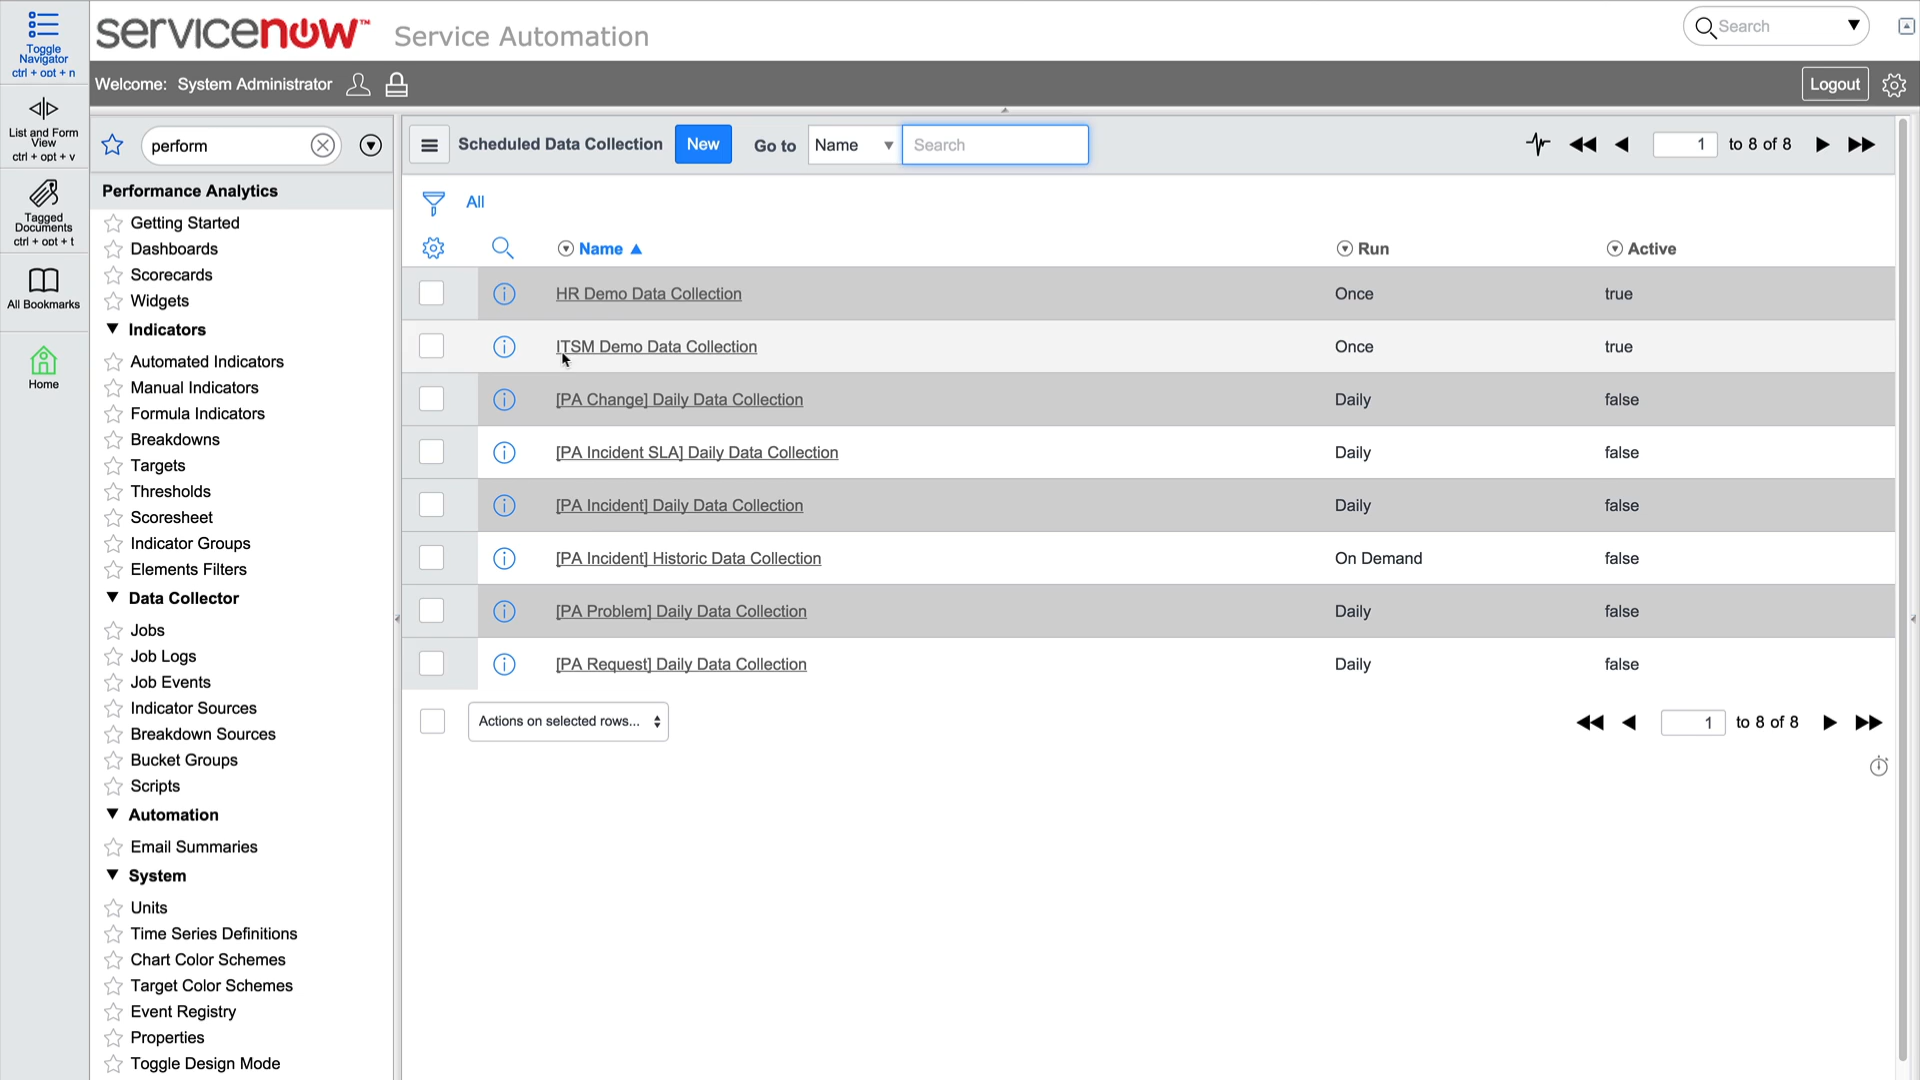 servicenow™ Service Automation
Search
Toggle
Navigator
ctrl + opt + n
Welcome: System Administrator
Logout
List and Form
View
ctrl + opt + v
Tagged
Documents
ctrl + opt + t
All Bookmarks
Home
perform
Performance Analytics
Getting Started
Dashboards
Scorecards
Widgets
Indicators
Automated Indicators
Manual Indicators
Formula Indicators
Breakdowns
Targets
Thresholds
Scoresheet
Indicator Groups
Elements Filters
Data Collector
Jobs
Job Logs
Job Events
Indicator Sources
Breakdown Sources
Bucket Groups
Scripts
Automation
Email Summaries
System
Units
Time Series Definitions
Chart Color Schemes
Target Color Schemes
Event Registry
Properties
Toggle Design Mode
Scheduled Data Collection New Go to Name Search 1 to 8 of 8
All
Name Run Active
HR Demo Data Collection Once true
ITSM Demo Data Collection Once true
[PA Change] Daily Data Collection Daily false
[PA Incident SLA] Daily Data Collection Daily false
[PA Incident] Daily Data Collection Daily false
[PA Incident] Historic Data Collection On Demand false
[PA Problem] Daily Data Collection Daily false
[PA Request] Daily Data Collection Daily false
Actions on selected rows... 1 to 8 of 8